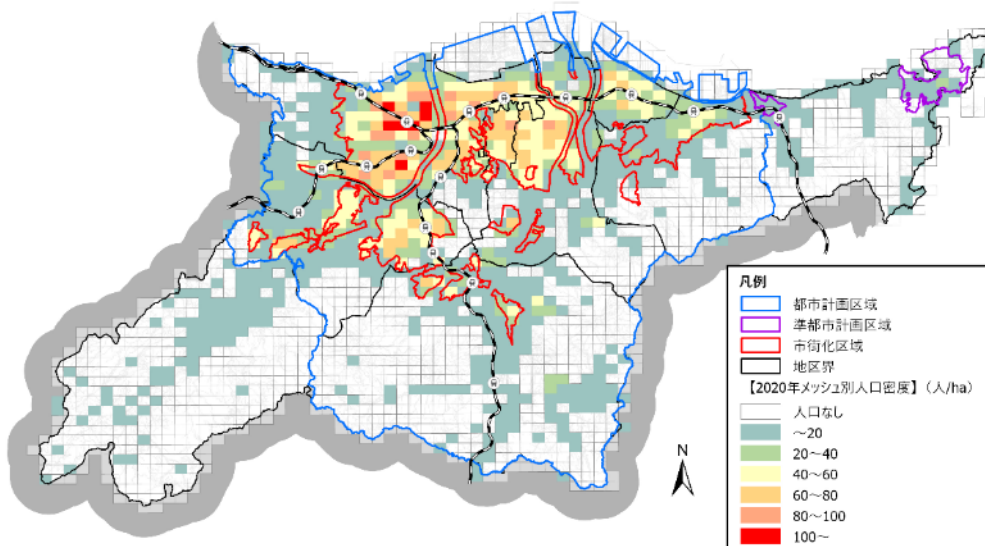 N
凡例
都市計画区域
準都市計画区域
市街化区域
地区界
【2020年メッシュ別人口密度】（人/ha）
人口なし
～20
20～40
40～60
60～80
80～100
100～